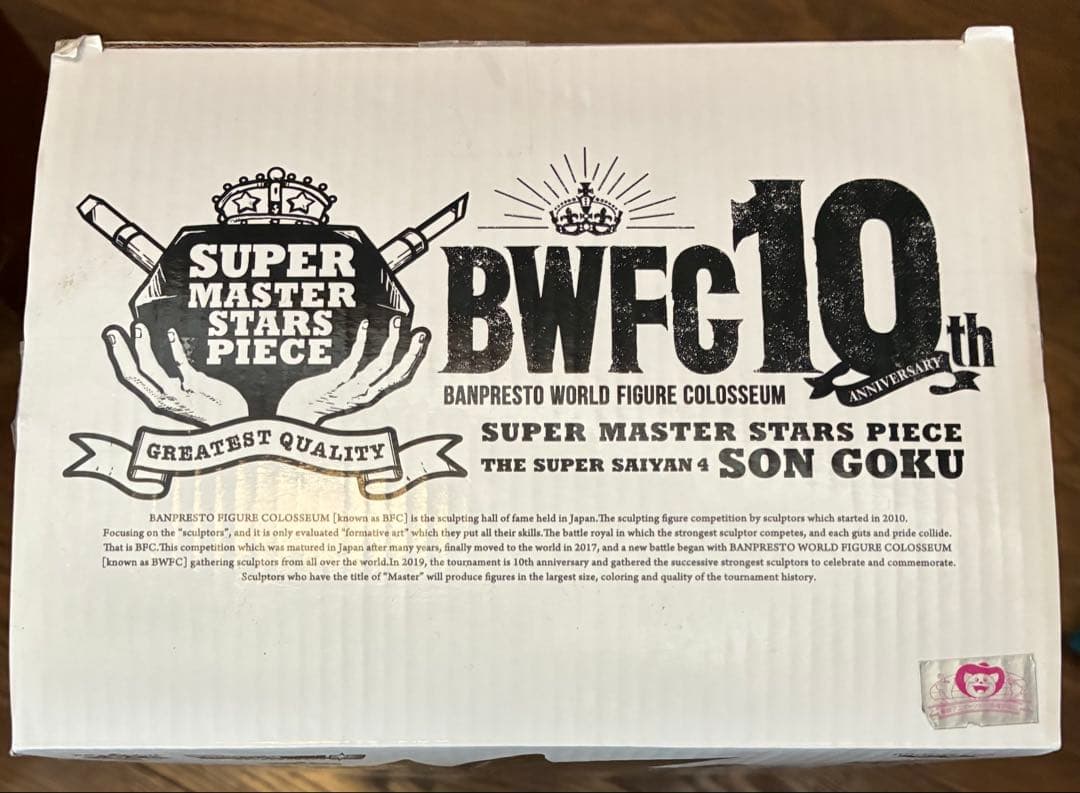 SUPER
MASTER
STARS
PIECE
GREATEST QUALITY
BWFC10th
ANNIVERSARY
BANPRESTO WORLD FIGURE COLOSSEUM
SUPER MASTER STARS PIECE
THE SUPER SAIYAN 4 SON GOKU
BANPRESTO FIGURE COLOSSEUM [known as BFC] is the sculpting hall of fame held in Japan.The sculpting figure competition by sculptors which started in 2010.
Focusing on the "sculptors", and it is only evaluated "formative art" which they put all their skills.The battle royal in which the strongest sculptor competes, and each guts and pride collide.
That is BFC.This competition which was matured in Japan after many years, finally moved to the world in 2017, and a new battle began with BANPRESTO WORLD FIGURE COLOSSEUM
[known as BWFC] gathering sculptors from all over the world.In 2019, the tournament is 10th anniversary and gathered the successive strongest sculptors to celebrate and commemorate.
Sculptors who have the title of "Master" will produce figures in the largest size, coloring and quality of the tournament history.